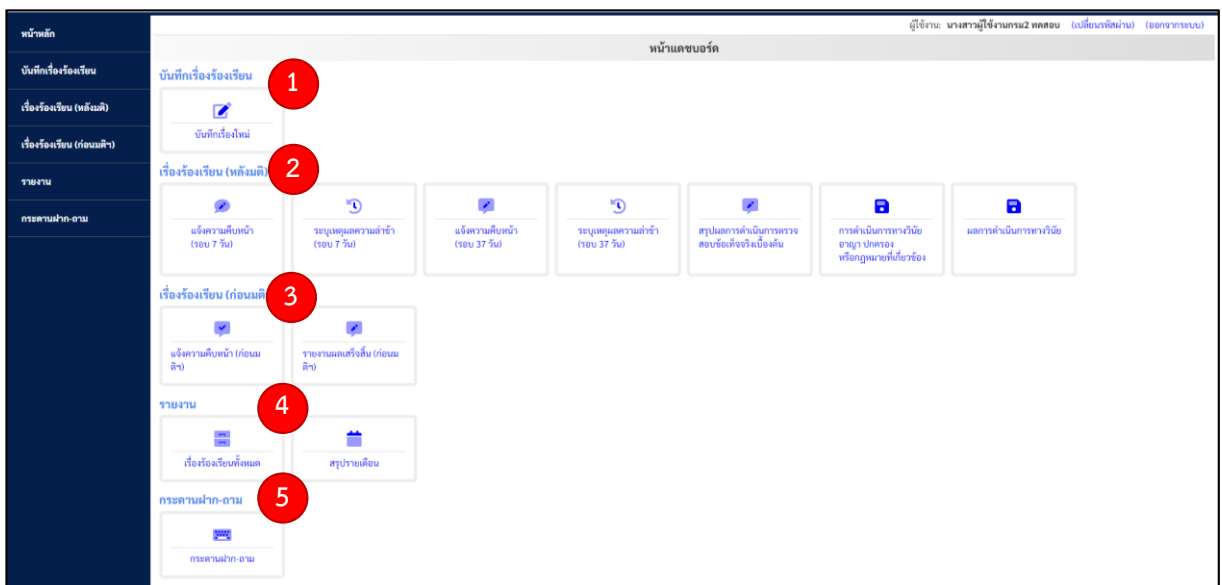 ผู้ใช้งาน: นางสาวผู้ใช้งานกรม2 ทดสอบ (เปลี่ยนรหัสผ่าน) (ออกจากระบบ)
หน้าแดชบอร์ด
หน้าหลัก
บันทึกเรื่องร้องเรียน
เรื่องร้องเรียน (หลังมติ)
เรื่องร้องเรียน (ก่อนมติฯ)
รายงาน
กระดานฝาก-ถาม
บันทึกเรื่องร้องเรียน 1
บันทึกเรื่องใหม่
เรื่องร้องเรียน (หลังมติ) 2
แจ้งความคืบหน้า
(รอบ 7 วัน)
ระบุเหตุผลความล่าช้า
(รอบ 7 วัน)
แจ้งความคืบหน้า
(รอบ 37 วัน)
ระบุเหตุผลความล่าช้า
(รอบ 37 วัน)
สรุปผลการดำเนินการตรวจ
สอบข้อเท็จจริงเบื้องต้น
การดำเนินการทางวินัย
อาญา ปกครอง
หรือกฎหมายที่เกี่ยวข้อง
ผลการดำเนินการทางวินัย
เรื่องร้องเรียน (ก่อนมติ 3
แจ้งความคืบหน้า (ก่อนม
ติฯ)
รายงานผลเสร็จสิ้น (ก่อนม
ติฯ)
รายงาน 4
เรื่องร้องเรียนทั้งหมด
สรุปรายเดือน
กระดานฝาก-ถาม 5
กระดานฝาก-ถาม